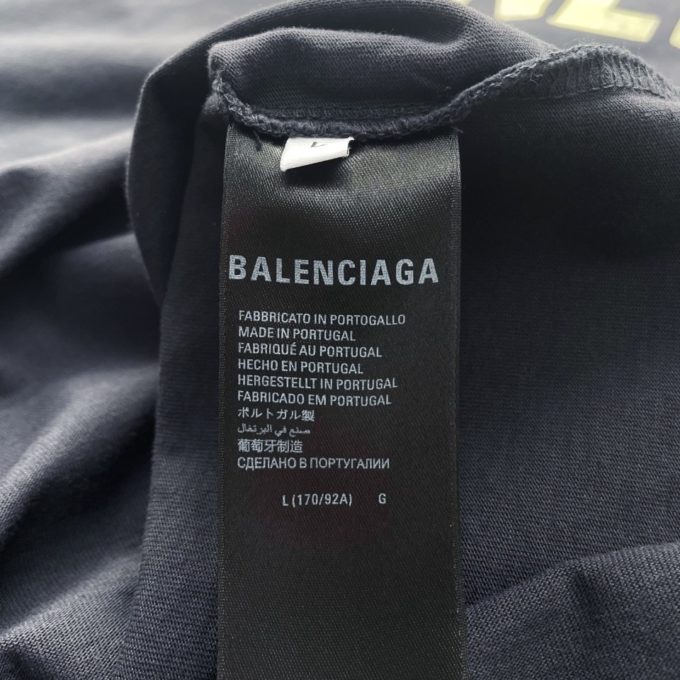 BALENCIAGA
FABBRICATO IN PORTOGALLO
MADE IN PORTUGAL
FABRIQUÉ AU PORTUGAL
HECHO EN PORTUGAL
HERGESTELLT IN PORTUGAL
FABRICADO EM PORTUGAL
ポルトガル製
صنع في البرتغال
葡萄牙制造
СДЕЛАНО В ПОРТУГАЛИИ
L (170/92A) G